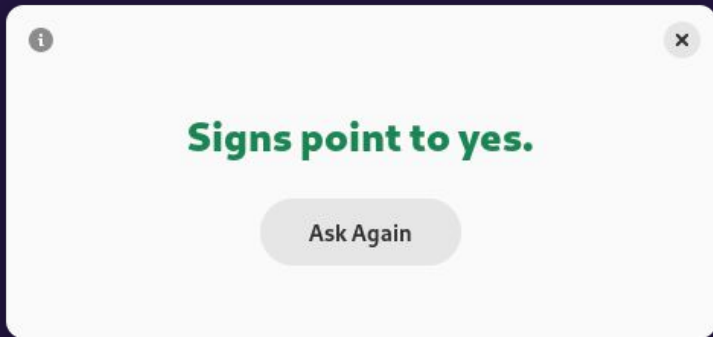 Signs point to yes.
Ask Again